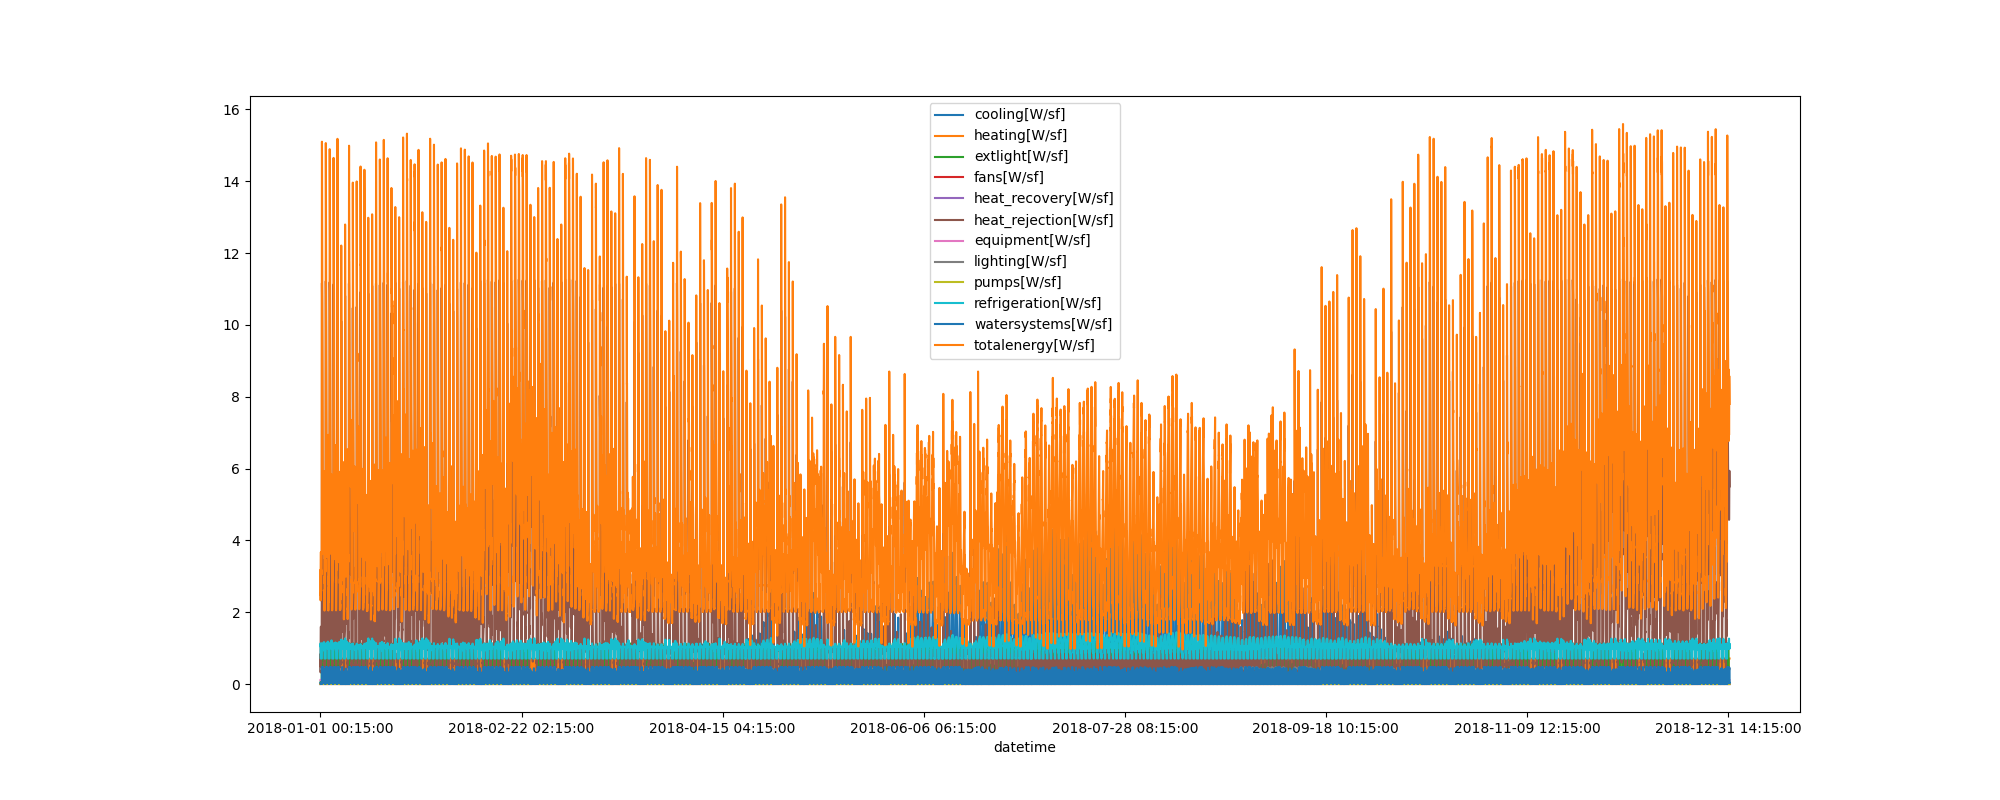 16
14
12
10
8
6
4
2
0
cooling[W/sf]
heating[W/sf]
extlight[W/sf]
fans[W/sf]
heat_recovery[W/sf]
heat_rejection[W/sf]
equipment[W/sf]
lighting[W/sf]
pumps[W/sf]
refrigeration[W/sf]
watersystems[W/sf]
totalenergy[W/sf]
2018-01-01 00:15:00 2018-02-22 02:15:00 2018-04-15 04:15:00 2018-06-06 06:15:00 2018-07-28 08:15:00 2018-09-18 10:15:00 2018-11-09 12:15:00 2018-12-31 14:15:00
datetime